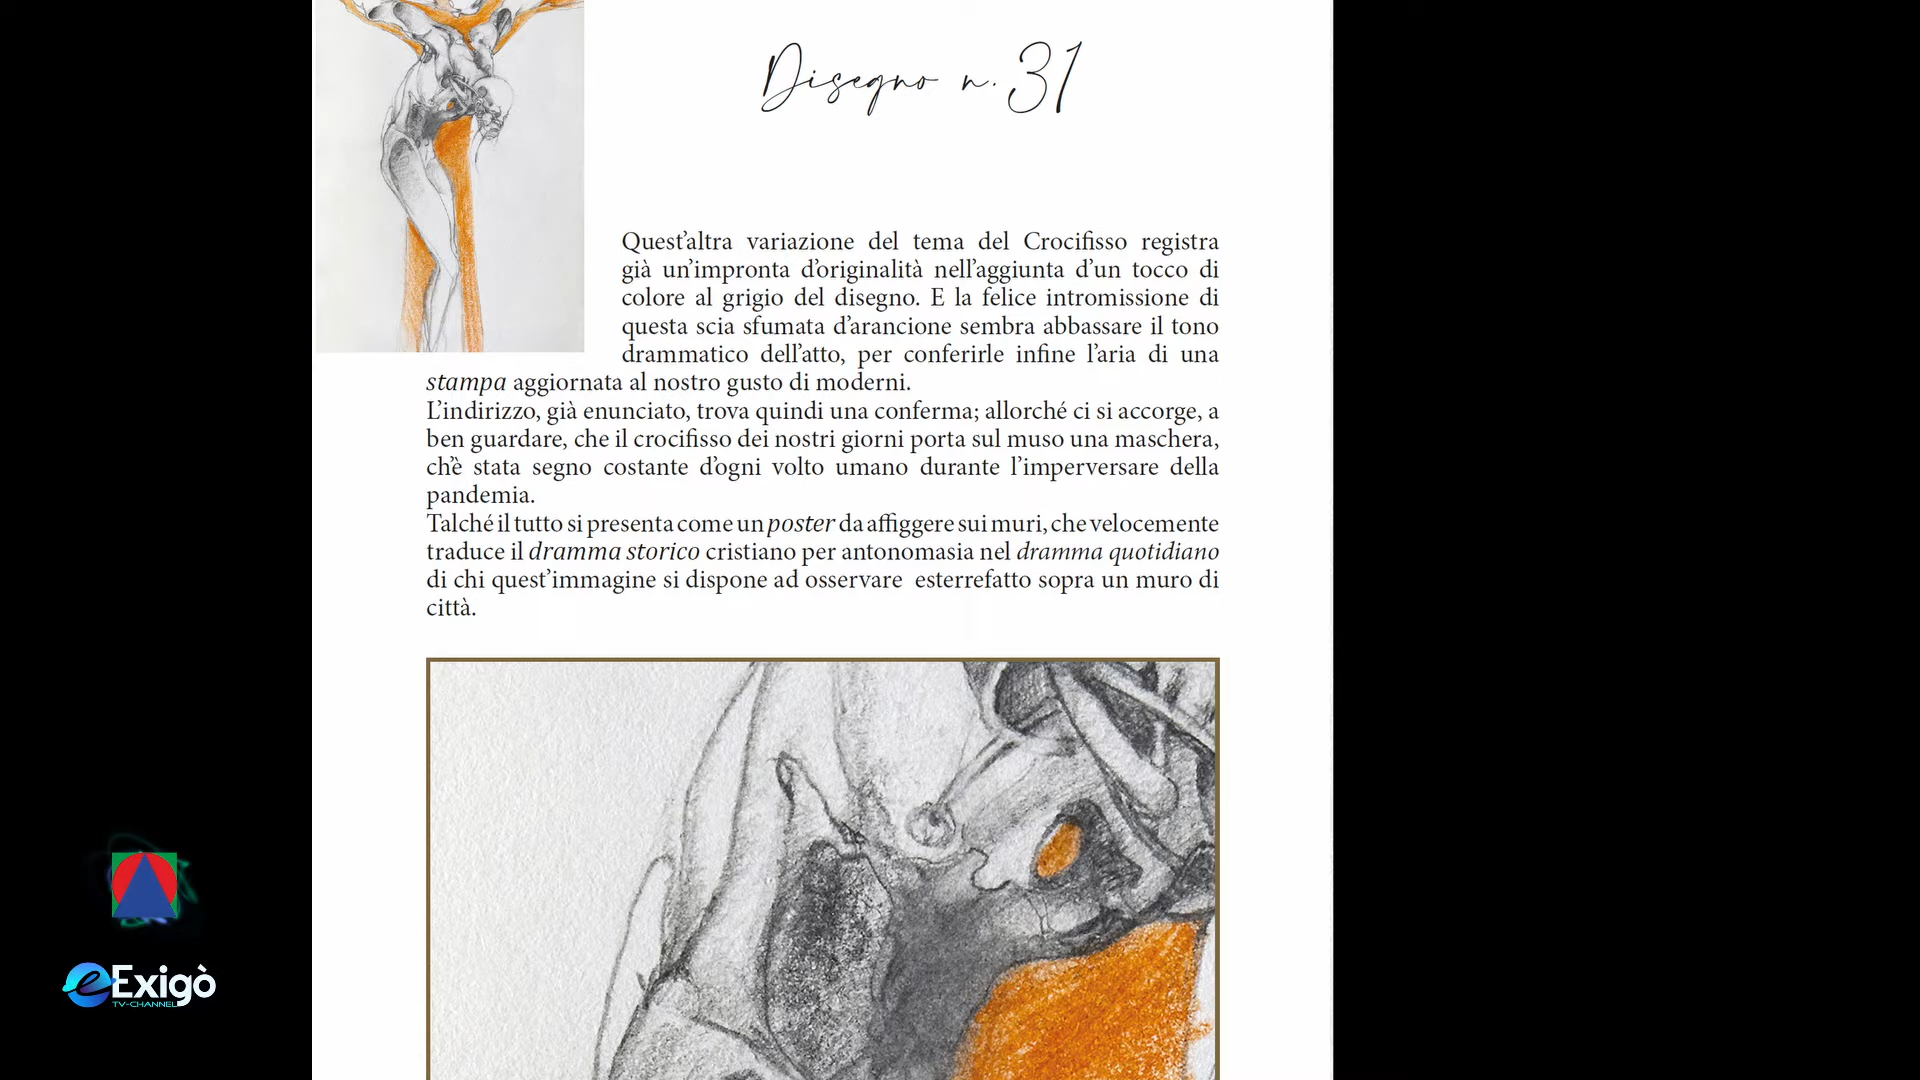 Disegno n. 31
Quest'altra variazione del tema del Crocifisso registra
già un'impronta d'originalità nell'aggiunta d'un tocco di
colore al grigio del disegno. E la felice intromissione di
questa scia sfumata d'arancione sembra abbassare il tono
drammatico dell'atto, per conferirle infine l'aria di una
stampa aggiornata al nostro gusto di moderni.
L'indirizzo, già enunciato, trova quindi una conferma; allorché ci si accorge, a
ben guardare, che il crocifisso dei nostri giorni porta sul muso una maschera,
ch'è stata segno costante d'ogni volto umano durante l'imperversare della
pandemia.
Talché il tutto si presenta come un poster da affiggere sui muri, che velocemente
traduce il dramma storico cristiano per antonomasia nel dramma quotidiano
di chi quest'immagine si dispone ad osservare esterrefatto sopra un muro di
città.
e Exigò
TV-CHANNEL